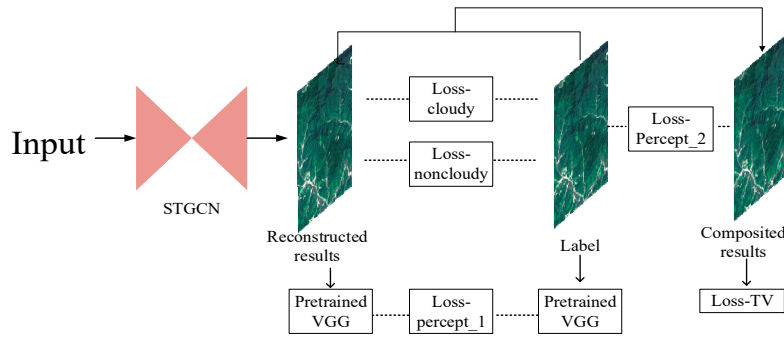 Input
STGCN
Loss-
cloudy
Loss-
noncloudy
Loss-
Percept_2
Reconstructed
results
Label
Composited
results
Pretrained
VGG
Loss-
percept_1
Pretrained
VGG
Loss-TV